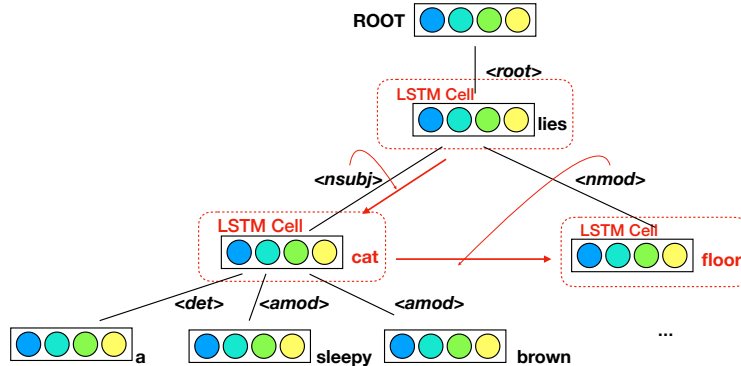 ROOT
<root>
LSTM Cell
lies
<nsubj>
<nmod>
LSTM Cell
cat
LSTM Cell
floor
<det>
<amod>
<amod>
a
sleepy
brown
...